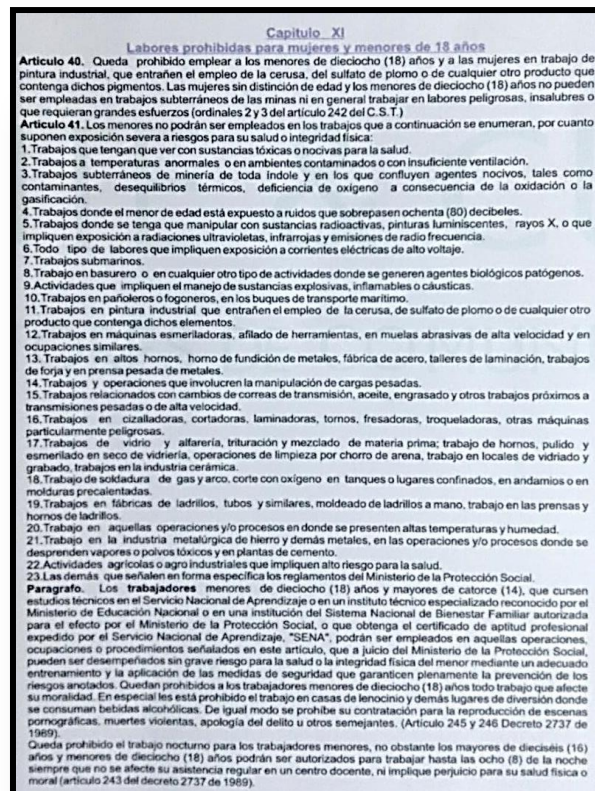 Capitulo XI
Labores prohibidas para mujeres y menores de 18 años
Articulo 40. Queda prohibido emplear a los menores de dieciocho (18) años y a las mujeres en trabajo de
pintura industrial, que entrañen el empleo de la cerusa, del sulfato de plomo o de cualquier otro producto que
contenga dichos pigmentos. Las mujeres sin distinción de edad y los menores de dieciocho (18) años no pueden
ser empleadas en trabajos subterráneos de las minas ni en general trabajar en labores peligrosas, insalubres o
que requieran grandes esfuerzos (ordinales 2 y 3 del articulo 242 del C.S.T.)
Articulo 41. Los menores no podrán ser empleados en los trabajos que a continuación se enumeran, por cuanto
suponen exposición severa a riesgos para su salud o integridad física:
1.Trabajos que tengan que ver con sustancias tóxicas o nocivas para la salud.
2.Trabajos a temperaturas anormales o en ambientes contaminados o con insuficiente ventilación.
3.Trabajos subterráneos de minería de toda índole y en los que confluyen agentes nocivos, tales como
contaminantes, desequilibrios térmicos, deficiencia de oxígeno a consecuencia de la oxidación o la
gasificación.
4.Trabajos donde el menor de edad está expuesto a ruidos que sobrepasen ochenta (80) decibeles.
5.Trabajos donde se tenga que manipular con sustancias radioactivas, pinturas luminiscentes, rayos X, o que
impliquen exposición a radiaciones ultravioletas, infrarrojas y emisiones de radio frecuencia.
6.Todo tipo de labores que impliquen exposición a corrientes eléctricas de alto voltaje.
7.Trabajos submarinos.
8.Trabajo en basurero o en cualquier otro tipo de actividades donde se generen agentes biológicos patógenos.
9.Actividades que impliquen el manejo de sustancias explosivas, inflamables o cáusticas.
10.Trabajos en pañoleros o fogoneros, en los buques de transporte marítimo.
11.Trabajos en pintura industrial que entrañen el empleo de la cerusa, de sulfato de plomo o de cualquier otro
producto que contenga dichos elementos.
12.Trabajos en máquinas esmeriladoras, afilado de herramientas, en muelas abrasivas de alta velocidad y en
ocupaciones similares.
13. Trabajos en altos hornos, horno de fundición de metales, fábrica de acero, talleres de laminación, trabajos
de forja y en prensa pesada de metales.
14.Trabajos y operaciones que involucren la manipulación de cargas pesadas.
15.Trabajos relacionados con cambios de correas de transmisión, aceite, engrasado y otros trabajos próximos a
transmisiones pesadas o de alta velocidad.
16.Trabajos en cizalladoras, cortadoras, laminadoras, tornos, fresadoras, troqueladoras, otras máquinas
particularmente peligrosas.
17.Trabajos de vidrio y alfarería, trituración y mezclado de materia prima; trabajo de hornos, pulido y
esmerilado en seco de vidriería, operaciones de limpieza por chorro de arena, trabajo en locales de vidriado y
grabado, trabajos en la industria cerámica.
18.Trabajo de soldadura de gas y arco, corte con oxígeno en tanques o lugares confinados, en andamios o en
molduras precalentadas.
19.Trabajos en fábricas de ladrillos, tubos y similares, moldeado de ladrillos a mano, trabajo en las prensas y
hornos de ladrillos.
20.Trabajo en aquellas operaciones y/o procesos en donde se presenten altas temperaturas y humedad.
21.Trabajo en la industria metalúrgica de hierro y demás metales, en las operaciones y/o procesos donde se
desprenden vapores o polvos tóxicos y en plantas de cemento.
22.Actividades agrícolas o agro industriales que impliquen alto riesgo para la salud.
23.Las demás que señalen en forma específica los reglamentos del Ministerio de la Protección Social.
Paragrafo. Los trabajadores menores de dieciocho (18) años y mayores de catorce (14), que cursen
estudios técnicos en el Servicio Nacional de Aprendizaje o en un instituto técnico especializado reconocido por el
Ministerio de Educación Nacional o en una institución del Sistema Nacional de Bienestar Familiar autorizada
para el efecto por el Ministerio de la Protección Social, o que obtenga el certificado de aptitud profesional
expedido por el Servicio Nacional de Aprendizaje, "SENA", podrán ser empleados en aquellas operaciones,
ocupaciones o procedimientos señalados en este artículo, que a juicio del Ministerio de la Protección Social,
pueden ser desempeñados sin grave riesgo para la salud o la integridad física del menor mediante un adecuado
entrenamiento y la aplicación de las medidas de seguridad que garanticen plenamente la prevención de los
riesgos anotados. Quedan prohibidos a los trabajadores menores de dieciocho (18) años todo trabajo que afecte
su moralidad. En especial les está prohibido el trabajo en casas de lenocinio y demás lugares de diversión donde
se consuman bebidas alcohólicas. De igual modo se prohíbe su contratación para la reproducción de escenas
pornográficas, muertes violentas, apología del delito u otros semejantes. (Artículo 245 y 246 Decreto 2737 de
1989).
Queda prohibido el trabajo nocturno para los trabajadores menores, no obstante los mayores de dieciséis (16)
años y menores de dieciocho (18) años podrán ser autorizados para trabajar hasta las ocho (8) de la noche
siempre que no se afecte su asistencia regular en un centro docente, ni implique perjuicio para su salud física o
moral (artículo 243 del decreto 2737 de 1989).